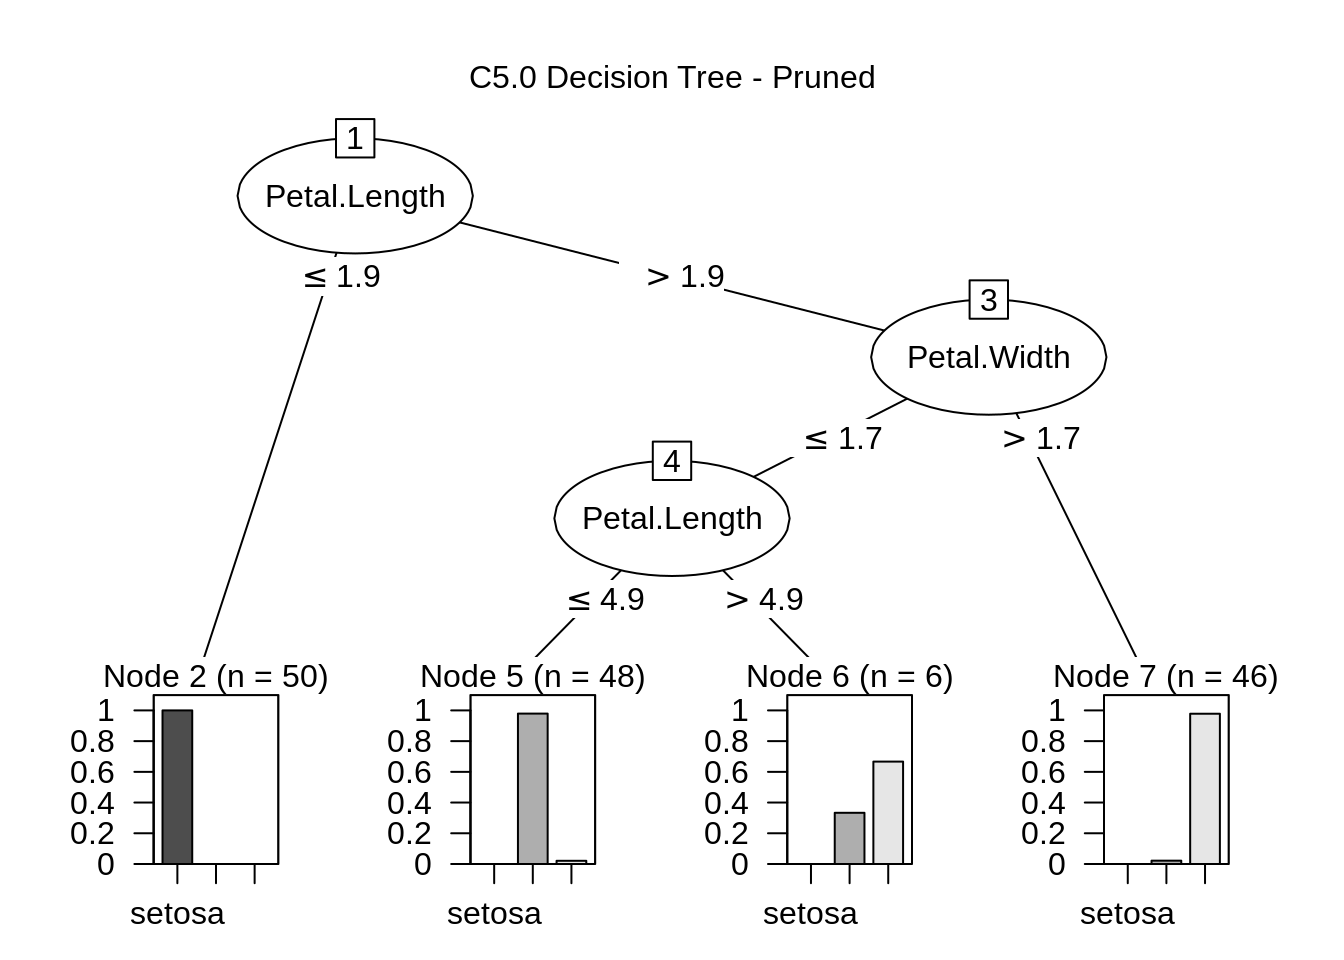 C5.0 Decision Tree - Pruned
1
Petal.Length
≤ 1.9
> 1.9
3
Petal.Width
≤ 1.7
> 1.7
4
Petal.Length
≤ 4.9
> 4.9
Node 2 (n = 50)
1
0.8
0.6
0.4
0.2
0
setosa
Node 5 (n = 48)
1
0.8
0.6
0.4
0.2
0
setosa
Node 6 (n = 6)
1
0.8
0.6
0.4
0.2
0
setosa
Node 7 (n = 46)
1
0.8
0.6
0.4
0.2
0
setosa